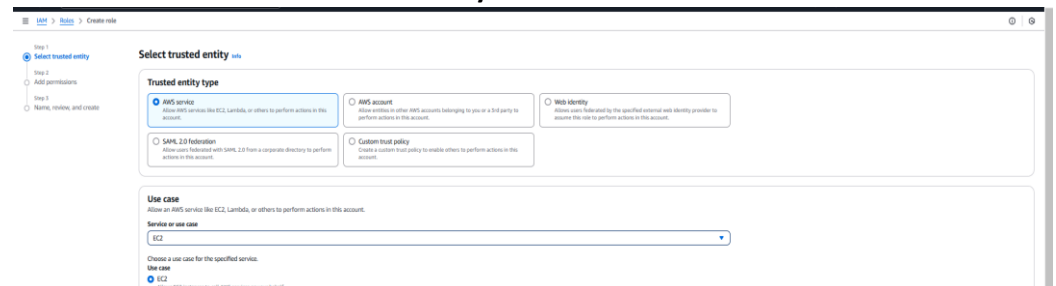 IAM > Roles > Create role
Step 1
Select trusted entity
Step 2
Add permissions
Step 3
Name, review, and create
Select trusted entity Info
Trusted entity type
AWS service
Allow AWS services like EC2, Lambda, or others to perform actions in this
account.
AWS account
Allow entities in other AWS accounts belonging to you or a 3rd party to
perform actions in this account.
Web identity
Allows users federated by the specified external web identity provider to
assume this role to perform actions in this account.
SAML 2.0 federation
Allow users federated with SAML 2.0 from a corporate directory to perform
actions in this account.
Custom trust policy
Create a custom trust policy to enable others to perform actions in this
account.
Use case
Allow an AWS service like EC2, Lambda, or others to perform actions in this account.
Service or use case
EC2
Choose a use case for the specified service.
Use case
EC2